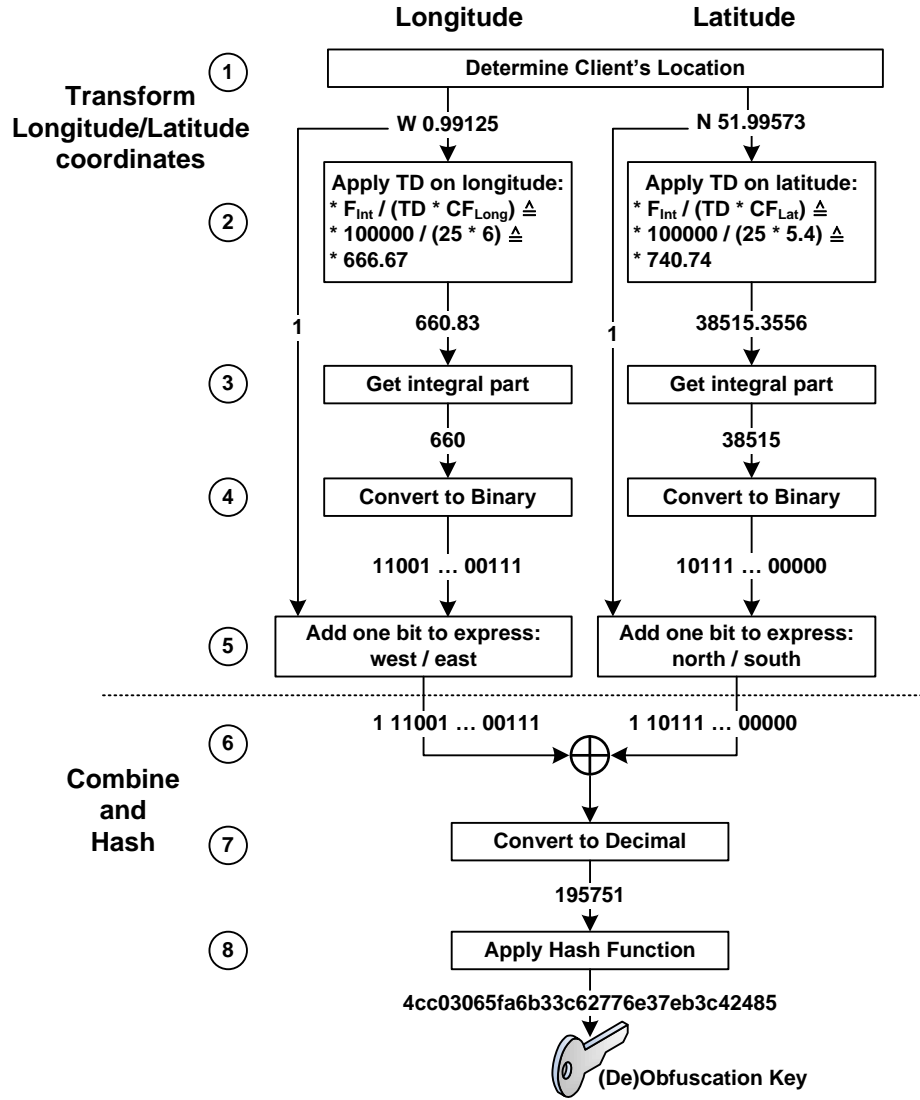 Longitude
Latitude
1
Determine Client's Location
Transform
Longitude/Latitude
coordinates
W 0.99125
N 51.99573
2
Apply TD on longitude:
* F_Int / (TD * CF_Long) ≙
* 100000 / (25 * 6) ≙
* 666.67
Apply TD on latitude:
* F_Int / (TD * CF_Lat) ≙
* 100000 / (25 * 5.4) ≙
* 740.74
1
660.83
1
38515.3556
3
Get integral part
Get integral part
660
38515
4
Convert to Binary
Convert to Binary
11001 … 00111
10111 … 00000
5
Add one bit to express:
west / east
Add one bit to express:
north / south
1 11001 … 00111
1 10111 … 00000
6
Combine
and
Hash
7
Convert to Decimal
195751
8
Apply Hash Function
4cc03065fa6b33c62776e37eb3c42485
(De)Obfuscation Key